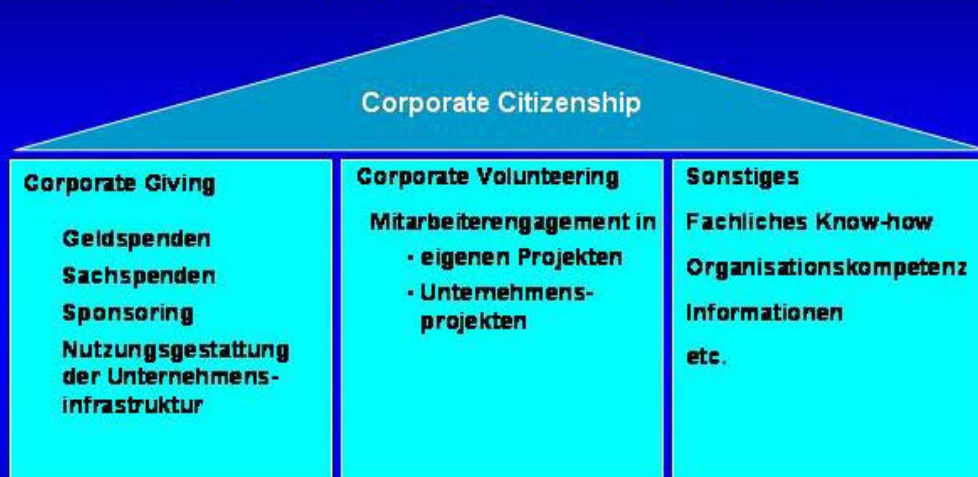 Corporate Citizenship
Corporate Giving
Geldspenden
Sachspenden
Sponsoring
Nutzungsgestattung
der Unternehmens-
infrastruktur
Corporate Volunteering
Mitarbeiterengagement in
- eigenen Projekten
- Unternehmens-
projekten
Sonstiges
Fachliches Know-how
Organisationskompetenz
Informationen
etc.